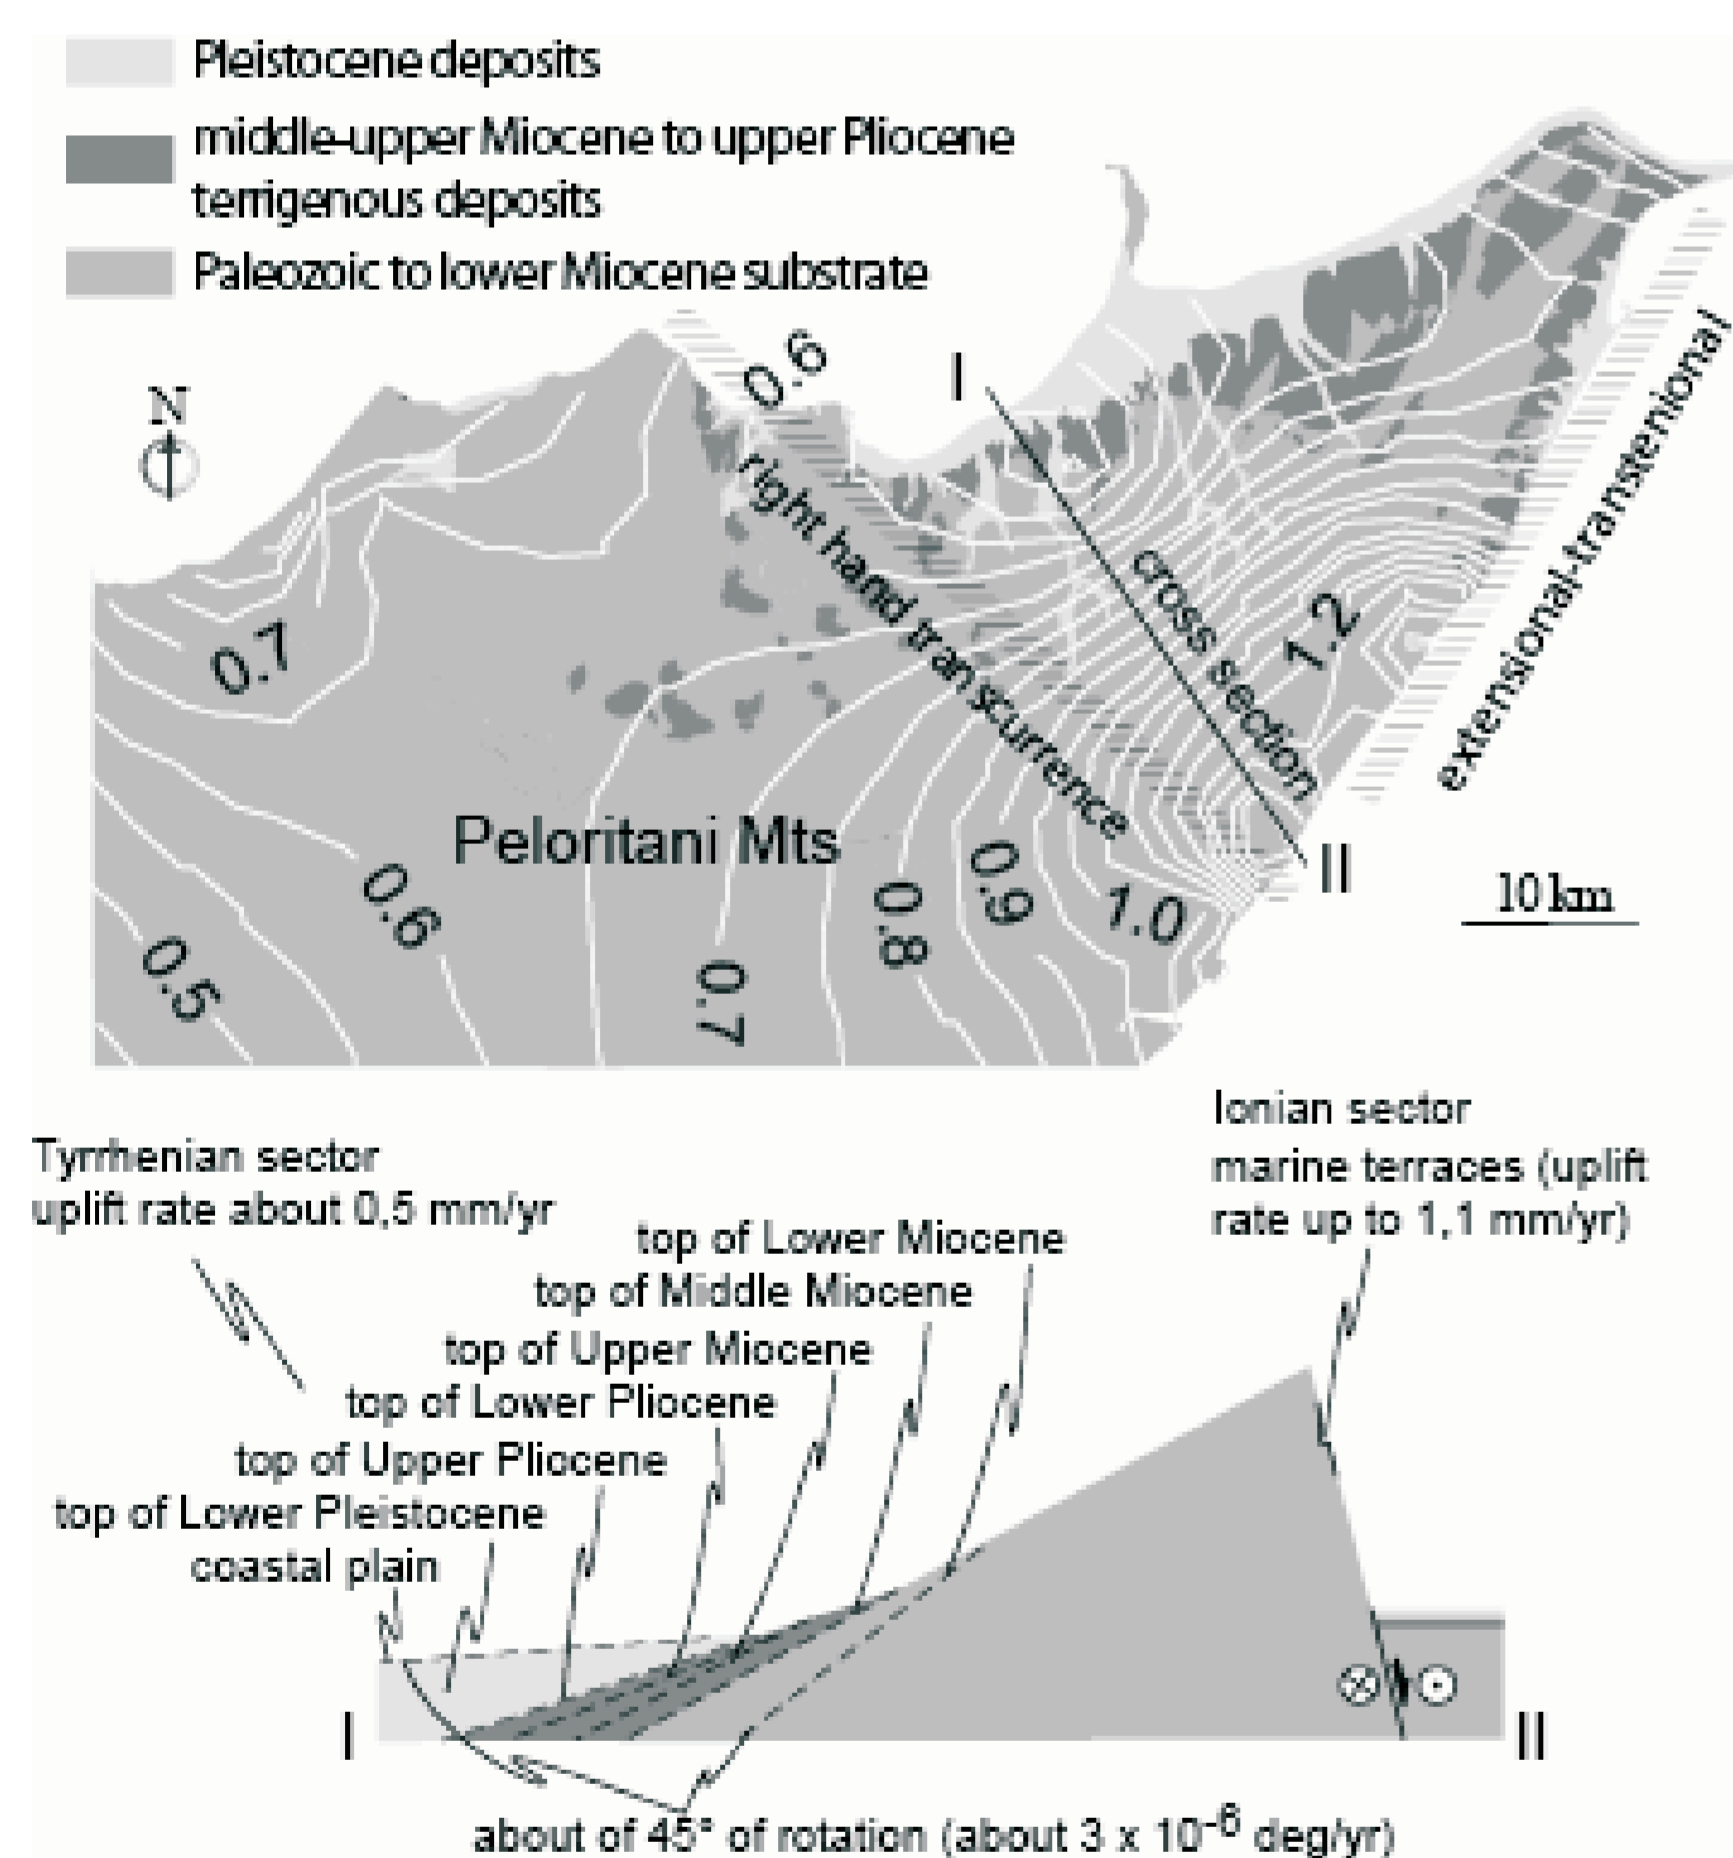 Pleistocene deposits
middle-upper Miocene to upper Pliocene
terrigenous deposits
Paleozoic to lower Miocene substrate
N
0.6
I
right hand transcurrence
cross section
1.2
extensional-transtenional
0.7
Peloritani Mts
II
10 km
0.6
0.5
0.7
0.8
0.9
1.0
Tyrrhenian sector
uplift rate about 0,5 mm/yr
Ionian sector
marine terraces (uplift
rate up to 1,1 mm/yr)
top of Lower Miocene
top of Middle Miocene
top of Upper Miocene
top of Lower Pliocene
top of Upper Pliocene
top of Lower Pleistocene
coastal plain
I
II
about of 45° of rotation (about 3 x 10⁻⁶ deg/yr)